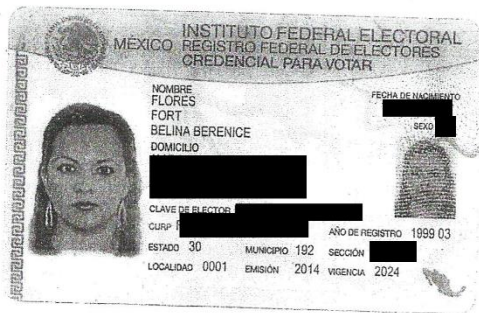 INSTITUTO FEDERAL ELECTORAL
MÉXICO REGISTRO FEDERAL DE ELECTORES
CREDENCIAL PARA VOTAR
NOMBRE
FLORES
FORT
BELINA BERENICE
FECHA DE NACIMIENTO
SEXO
DOMICILIO
CLAVE DE ELECTOR
CURP
AÑO DE REGISTRO 1999 03
ESTADO 30 MUNICIPIO 192 SECCIÓN
LOCALIDAD 0001 EMISIÓN 2014 VIGENCIA 2024